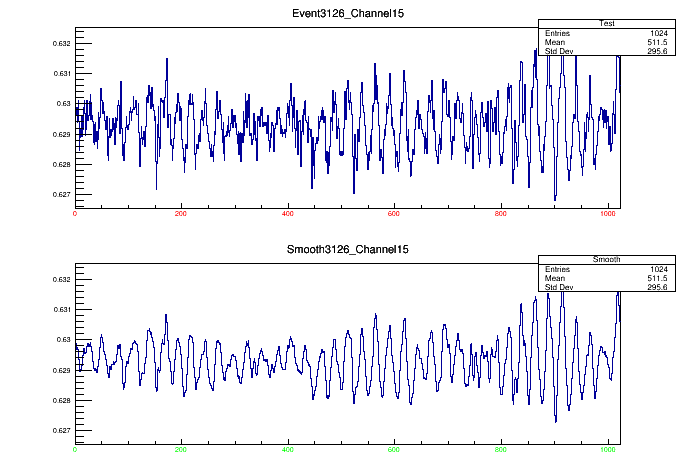 Event3126_Channel15
Test
Entries 1024
Mean 511.5
Std Dev 295.6
0.632
0.631
0.63
0.629
0.628
0.627
0 200 400 600 800 1000
Smooth3126_Channel15
Smooth
Entries 1024
Mean 511.5
Std Dev 295.6
0.632
0.631
0.63
0.629
0.628
0.627
0 200 400 600 800 1000